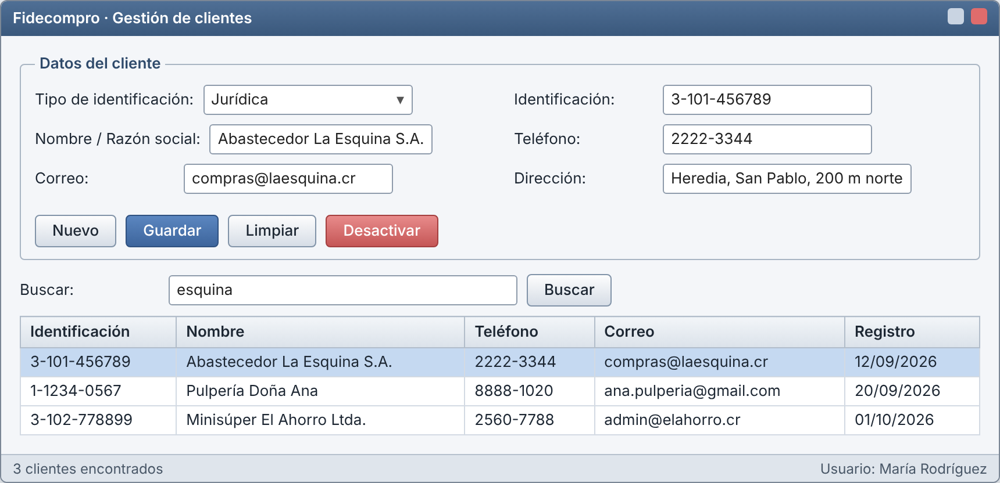 Fidecompro · Gestión de clientes
Datos del cliente
Tipo de identificación: Jurídica ▼ Identificación: 3-101-456789
Nombre / Razón social: Abastecedor La Esquina S.A. Teléfono: 2222-3344
Correo: compras@laesquina.cr Dirección: Heredia, San Pablo, 200 m norte
Nuevo Guardar Limpiar Desactivar
Buscar: esquina Buscar
Identificación Nombre Teléfono Correo Registro
3-101-456789 Abastecedor La Esquina S.A. 2222-3344 compras@laesquina.cr 12/09/2026
1-1234-0567 Pulpería Doña Ana 8888-1020 ana.pulperia@gmail.com 20/09/2026
3-102-778899 Minisúper El Ahorro Ltda. 2560-7788 admin@elahorro.cr 01/10/2026
3 clientes encontrados Usuario: María Rodríguez